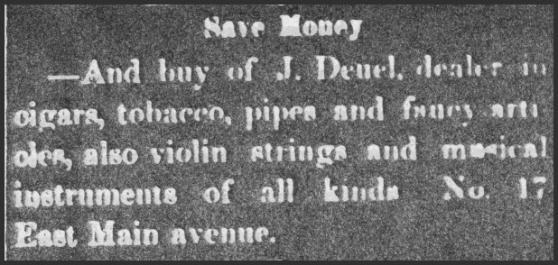 Save Money
—And buy of J. Deuel, dealer in
cigars, tobacco, pipes and fancy arti
cles, also violin strings and musical
instruments of all kinds No. 17
East Main avenue.